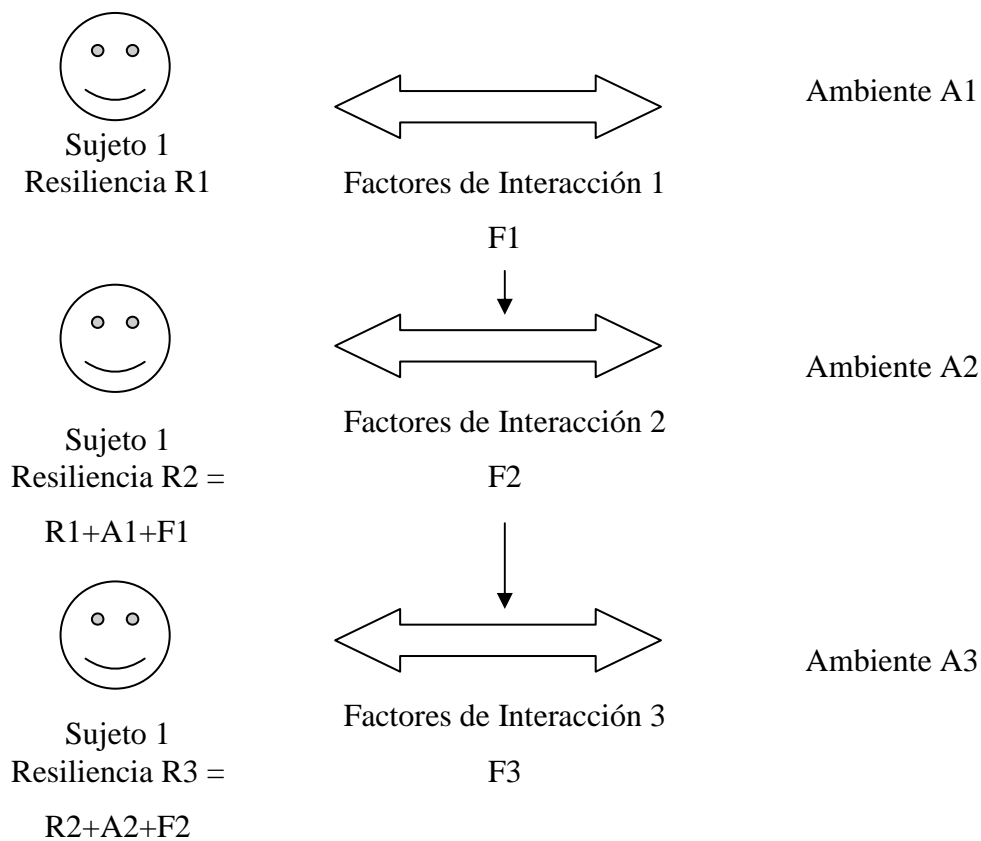 Ambiente A1
Sujeto 1
Resiliencia R1
Factores de Interacción 1
F1
Ambiente A2
Sujeto 1
Resiliencia R2 =
R1+A1+F1
Factores de Interacción 2
F2
Ambiente A3
Sujeto 1
Resiliencia R3 =
R2+A2+F2
Factores de Interacción 3
F3